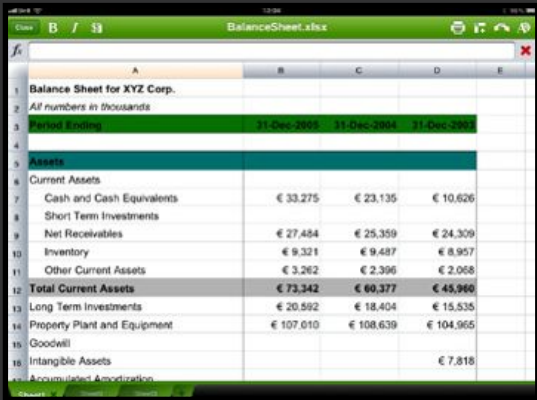 12:04
Close B I BalanceSheet.xlsx
fx
A B C D E
1 Balance Sheet for XYZ Corp.
2 All numbers in thousands
3 Period Ending 31-Dec-2005 31-Dec-2004 31-Dec-2003
4
5 Assets
6 Current Assets
7 Cash and Cash Equivalents € 33,275 € 23,135 € 10,626
8 Short Term Investments
9 Net Receivables € 27,484 € 25,359 € 24,309
10 Inventory € 9,321 € 9,487 € 8,957
11 Other Current Assets € 3,262 € 2,396 € 2,068
12 Total Current Assets € 73,342 € 60,377 € 45,960
13 Long Term Investments € 20,592 € 18,404 € 15,535
14 Property Plant and Equipment € 107,010 € 108,639 € 104,965
15 Goodwill
16 Intangible Assets € 7,818
17 Accumulated Amortization
Sheet1 Sheet2 Sheet3